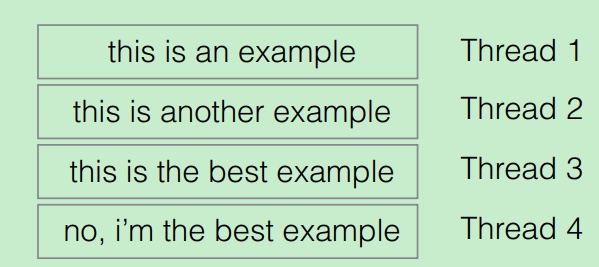 this is an example Thread 1
this is another example Thread 2
this is the best example Thread 3
no, i'm the best example Thread 4